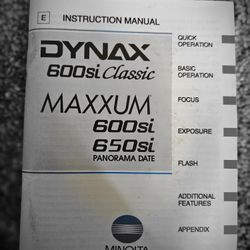 E INSTRUCTION MANUAL
DYNAX
600si Classic
MAXXUM
600si
650si
PANORAMA DATE
QUICK
OPERATION
BASIC
OPERATION
FOCUS
EXPOSURE
FLASH
ADDITIONAL
FEATURES
APPENDIX
MINOLTA